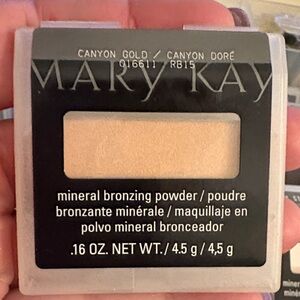 CANYON GOLD / CANYON DORÉ
016611 RB15
MARY KAY
mineral bronzing powder / poudre
bronzante minérale / maquillaje en
polvo mineral bronceador
.16 OZ. NET WT. / 4.5 g / 4,5 g